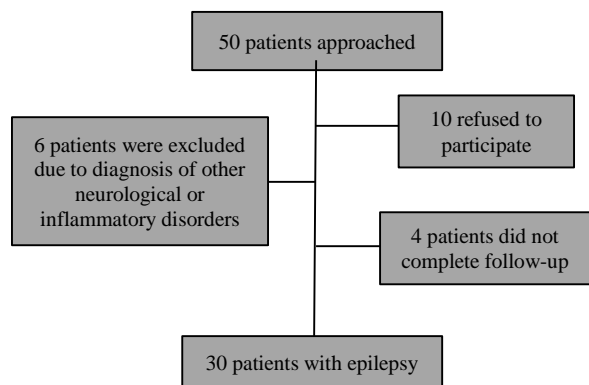 50 patients approached
10 refused to
participate
6 patients were excluded
due to diagnosis of other
neurological or
inflammatory disorders
4 patients did not
complete follow-up
30 patients with epilepsy